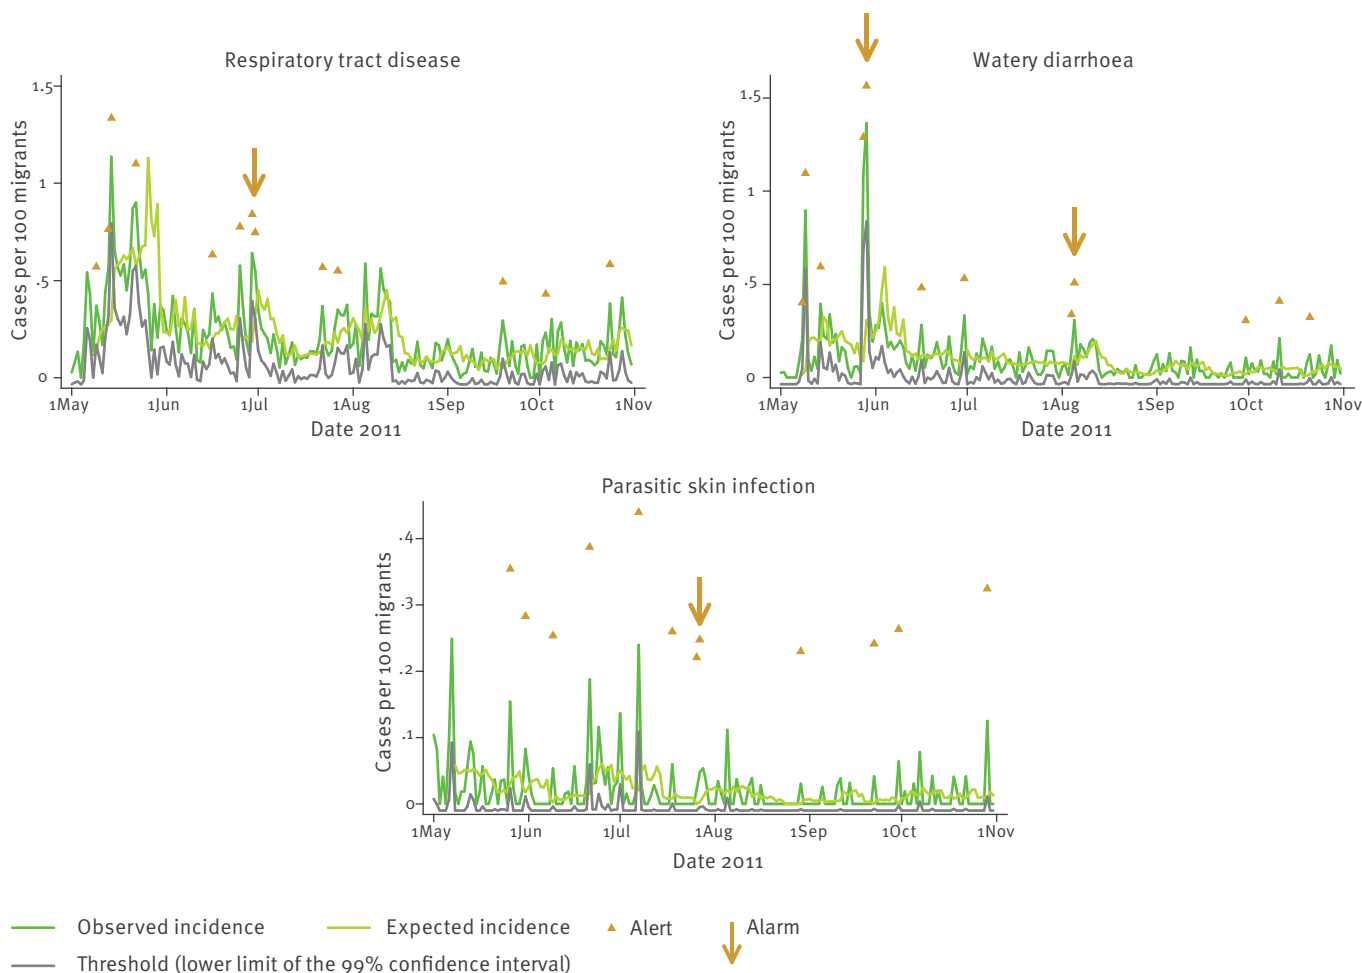 Respiratory tract disease
Cases per 100 migrants
1.5
1
.5
0
1May 1Jun 1Jul 1Aug 1Sep 1Oct 1Nov
Date 2011
Watery diarrhoea
Cases per 100 migrants
1.5
1
.5
0
1May 1Jun 1Jul 1Aug 1Sep 1Oct 1Nov
Date 2011
Parasitic skin infection
Cases per 100 migrants
.4
.3
.2
.1
0
1May 1Jun 1Jul 1Aug 1Sep 1Oct 1Nov
Date 2011
Observed incidence Expected incidence Alert Alarm
Threshold (lower limit of the 99% confidence interval)